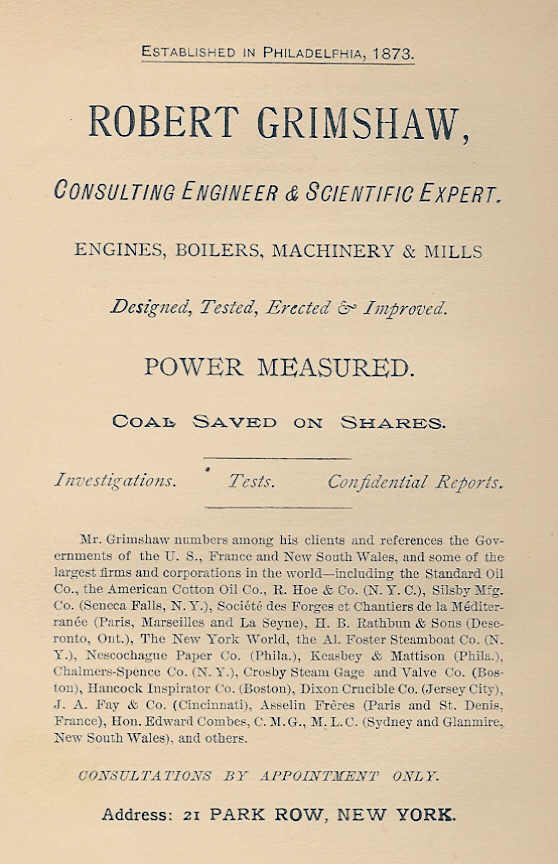 ESTABLISHED IN PHILADELPHIA, 1873.
ROBERT GRIMSHAW,
CONSULTING ENGINEER & SCIENTIFIC EXPERT.
ENGINES, BOILERS, MACHINERY & MILLS
Designed, Tested, Erected & Improved.
POWER MEASURED.
COAL SAVED ON SHARES.
Investigations. Tests. Confidential Reports.
Mr. Grimshaw numbers among his clients and references the Gov-
ernments of the U. S., France and New South Wales, and some of the
largest firms and corporations in the world—including the Standard Oil
Co., the American Cotton Oil Co., R. Hoe & Co. (N. Y. C.), Silsby Mfg.
Co. (Seneca Falls, N. Y.), Société des Forges et Chantiers de la Méditer-
ranée (Paris, Marseilles and La Seyne), H. B. Rathbun & Sons (Dese-
ronto, Ont.), The New York World, the Al. Foster Steamboat Co. (N.
Y.), Nescochague Paper Co. (Phila.), Keasbey & Mattison (Phila.),
Chalmers-Spence Co. (N. Y.), Crosby Steam Gage and Valve Co. (Bos-
ton), Hancock Inspirator Co. (Boston), Dixon Crucible Co. (Jersey City),
J. A. Fay & Co. (Cincinnati), Asselin Frères (Paris and St. Denis,
France), Hon. Edward Combes, C. M. G., M. L. C. (Sydney and Glanmire,
New South Wales), and others.
CONSULTATIONS BY APPOINTMENT ONLY.
Address: 21 PARK ROW, NEW YORK.